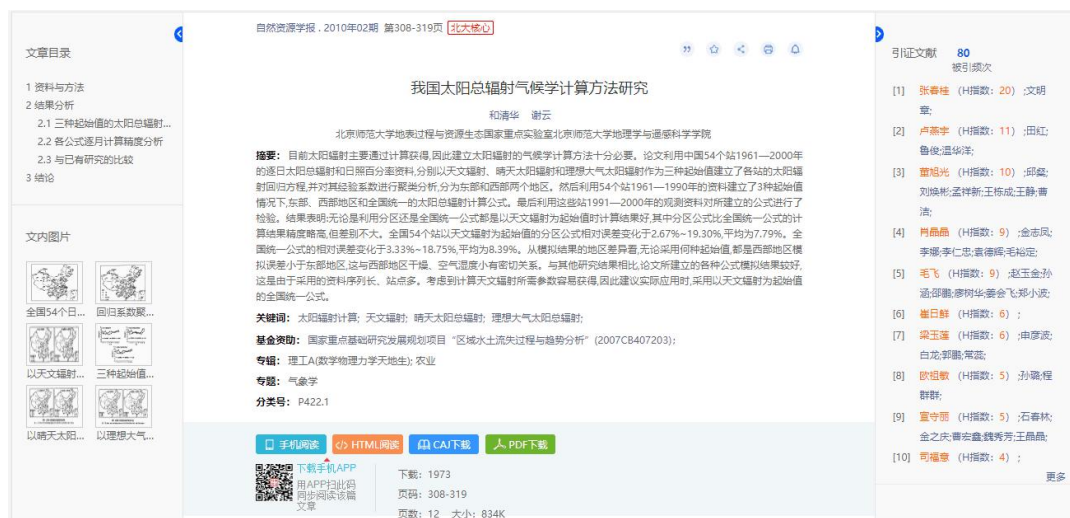 自然资源学报 . 2010年02期 第308-319页 北大核心
文章目录
1 资料与方法
2 结果分析
2.1 三种起始值的太阳总辐射...
2.2 各公式逐月计算精度分析
2.3 与已有研究的比较
3 结论
文内图片
全国54个日...
回归系数聚...
以天文辐射...
三种起始值...
以晴天太阳...
以理想大气...
我国太阳总辐射气候学计算方法研究
和清华 谢云
北京师范大学地表过程与资源生态国家重点实验室北京师范大学地理学与遥感科学学院
摘要： 目前太阳辐射主要通过计算获得,因此建立太阳辐射的气候学计算方法十分必要。论文利用中国54个站1961—2000年
的逐日太阳总辐射和日照百分率资料,分别以天文辐射、晴天太阳辐射和理想大气太阳辐射作为三种起始值建立了各站的太阳辐
射回归方程,并对其经验系数进行聚类分析,分为东部和西部两个地区。然后利用54个站1961—1990年的资料建立了3种起始值
情况下,东部、西部地区和全国统一的太阳总辐射计算公式。最后利用这些站1991—2000年的观测资料对所建立的公式进行了
检验。结果表明:无论是利用分区还是全国统一公式都是以天文辐射为起始值时计算结果好,其中分区公式比全国统一公式的计
算结果精度略高,但差别不大。全国54个站以天文辐射为起始值的分区公式相对误差变化于2.67%~19.30%,平均为7.79%。全
国统一公式的相对误差变化于3.33%~18.75%,平均为8.39%。从模拟结果的地区差异看,无论采用何种起始值,都是西部地区模
拟误差小于东部地区,这与西部地区干燥、空气湿度小有密切关系。与其他研究结果相比,论文所建立的各种公式模拟结果较好,
这是由于采用的资料序列长、站点多。考虑到计算天文辐射所需参数容易获得,因此建议实际应用时,采用以天文辐射为起始值
的全国统一公式。
关键词： 太阳辐射计算; 天文辐射; 晴天太阳总辐射; 理想大气太阳总辐射;
基金资助： 国家重点基础研究发展规划项目“区域水土流失过程与趋势分析”(2007CB407203);
专辑： 理工A(数学物理力学天地生); 农业
专题： 气象学
分类号： P422.1
手机阅读
HTML阅读
CAJ下载
PDF下载
下载手机APP
用APP扫此码
同步阅读该篇
文章
下载: 1973
页码: 308-319
页数: 12 大小: 834K
引证文献 80
被引频次
[1] 张春桂 (H指数: 20) ;文明
章;
[2] 卢燕宇 (H指数: 11) ;田红;
鲁俊;温华洋;
[3] 董旭光 (H指数: 10) ;邱粲;
刘焕彬;孟祥新;王栋成;王静;曹
洁;
[4] 肖晶晶 (H指数: 9) ;金志凤;
李娜;李仁忠;袁德辉;毛裕定;
[5] 毛飞 (H指数: 9) ;赵玉金;孙
涵;邵鹏;廖树华;姜会飞;郑小波;
[6] 崔日鲜 (H指数: 6) ;
[7] 梁玉莲 (H指数: 6) ;申彦波;
白龙;郭鹏;常蕊;
[8] 欧祖敏 (H指数: 5) ;孙璐;程
群群;
[9] 宣守丽 (H指数: 5) ;石春林;
金之庆;曹宏鑫;魏秀芳;王晶晶;
[10] 司福意 (H指数: 4) ;
更多